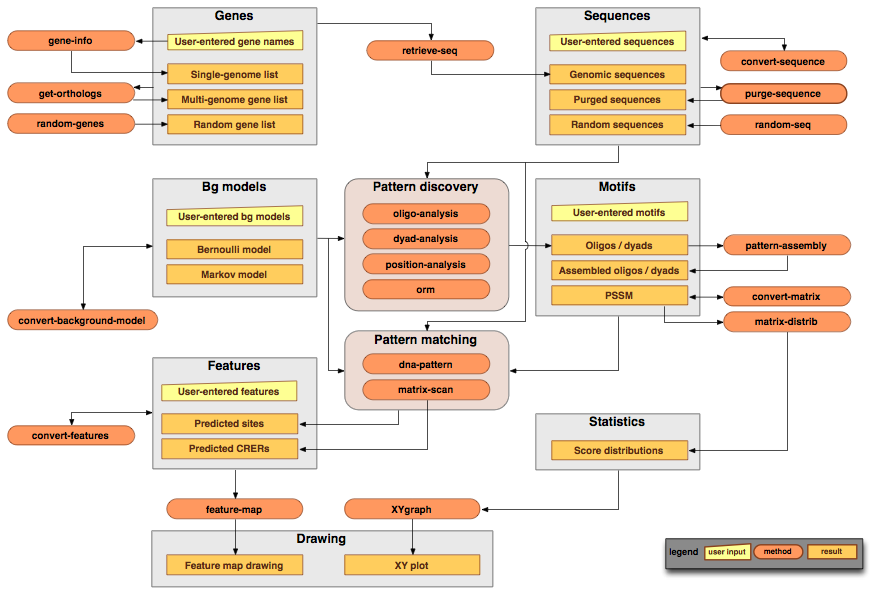 Genes
User-entered gene names
Single-genome list
Multi-genome gene list
Random gene list
gene-info
get-orthologs
random-genes
retrieve-seq
Sequences
User-entered sequences
Genomic sequences
Purged sequences
Random sequences
convert-sequence
purge-sequence
random-seq
Bg models
User-entered bg models
Bernoulli model
Markov model
convert-background-model
Pattern discovery
oligo-analysis
dyad-analysis
position-analysis
orm
Motifs
User-entered motifs
Oligos / dyads
Assembled oligos / dyads
PSSM
pattern-assembly
convert-matrix
matrix-distrib
Pattern matching
dna-pattern
matrix-scan
Features
User-entered features
Predicted sites
Predicted CRERs
convert-features
Statistics
Score distributions
feature-map
XYgraph
Drawing
Feature map drawing
XY plot
legend
user input
method
result